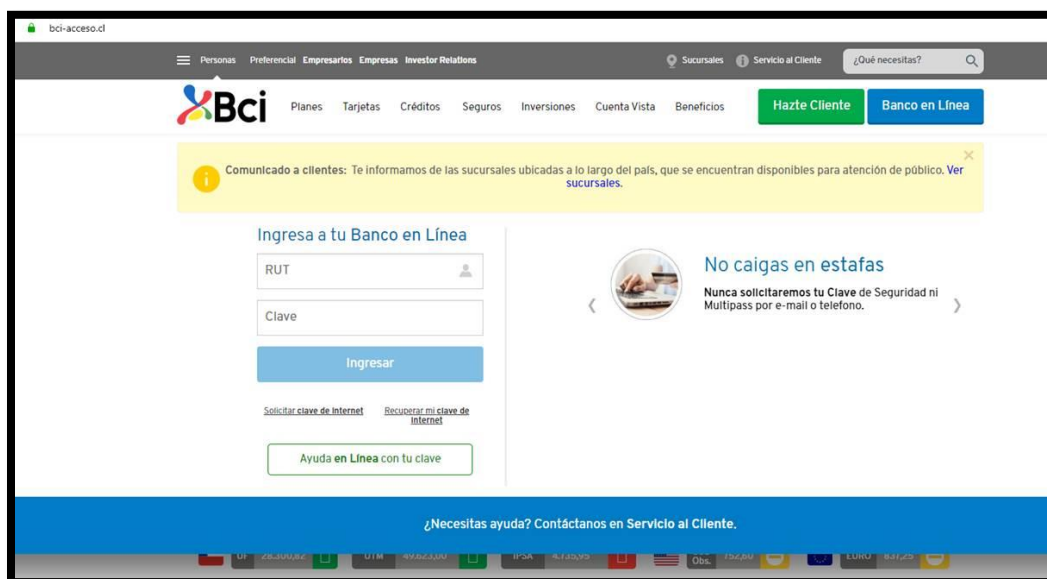 bci-acceso.cl
Personas Preferencial Empresarios Empresas Investor Relations Sucursales Servicio al Cliente ¿Qué necesitas?
Bci Planes Tarjetas Créditos Seguros Inversiones Cuenta Vista Beneficios Hazte Cliente Banco en Línea
Comunicado a clientes: Te informamos de las sucursales ubicadas a lo largo del país, que se encuentran disponibles para atención de público. Ver
sucursales.
Ingresa a tu Banco en Línea
RUT
Clave
Ingresar
Solicitar clave de Internet
Recuperar mi clave de
Internet
Ayuda en Línea con tu clave
No caigas en estafas
Nunca solicitaremos tu Clave de Seguridad ni
Multipass por e-mail o telefono.
¿Necesitas ayuda? Contáctanos en Servicio al Cliente.
UF UTM IPSA Obs. EURO